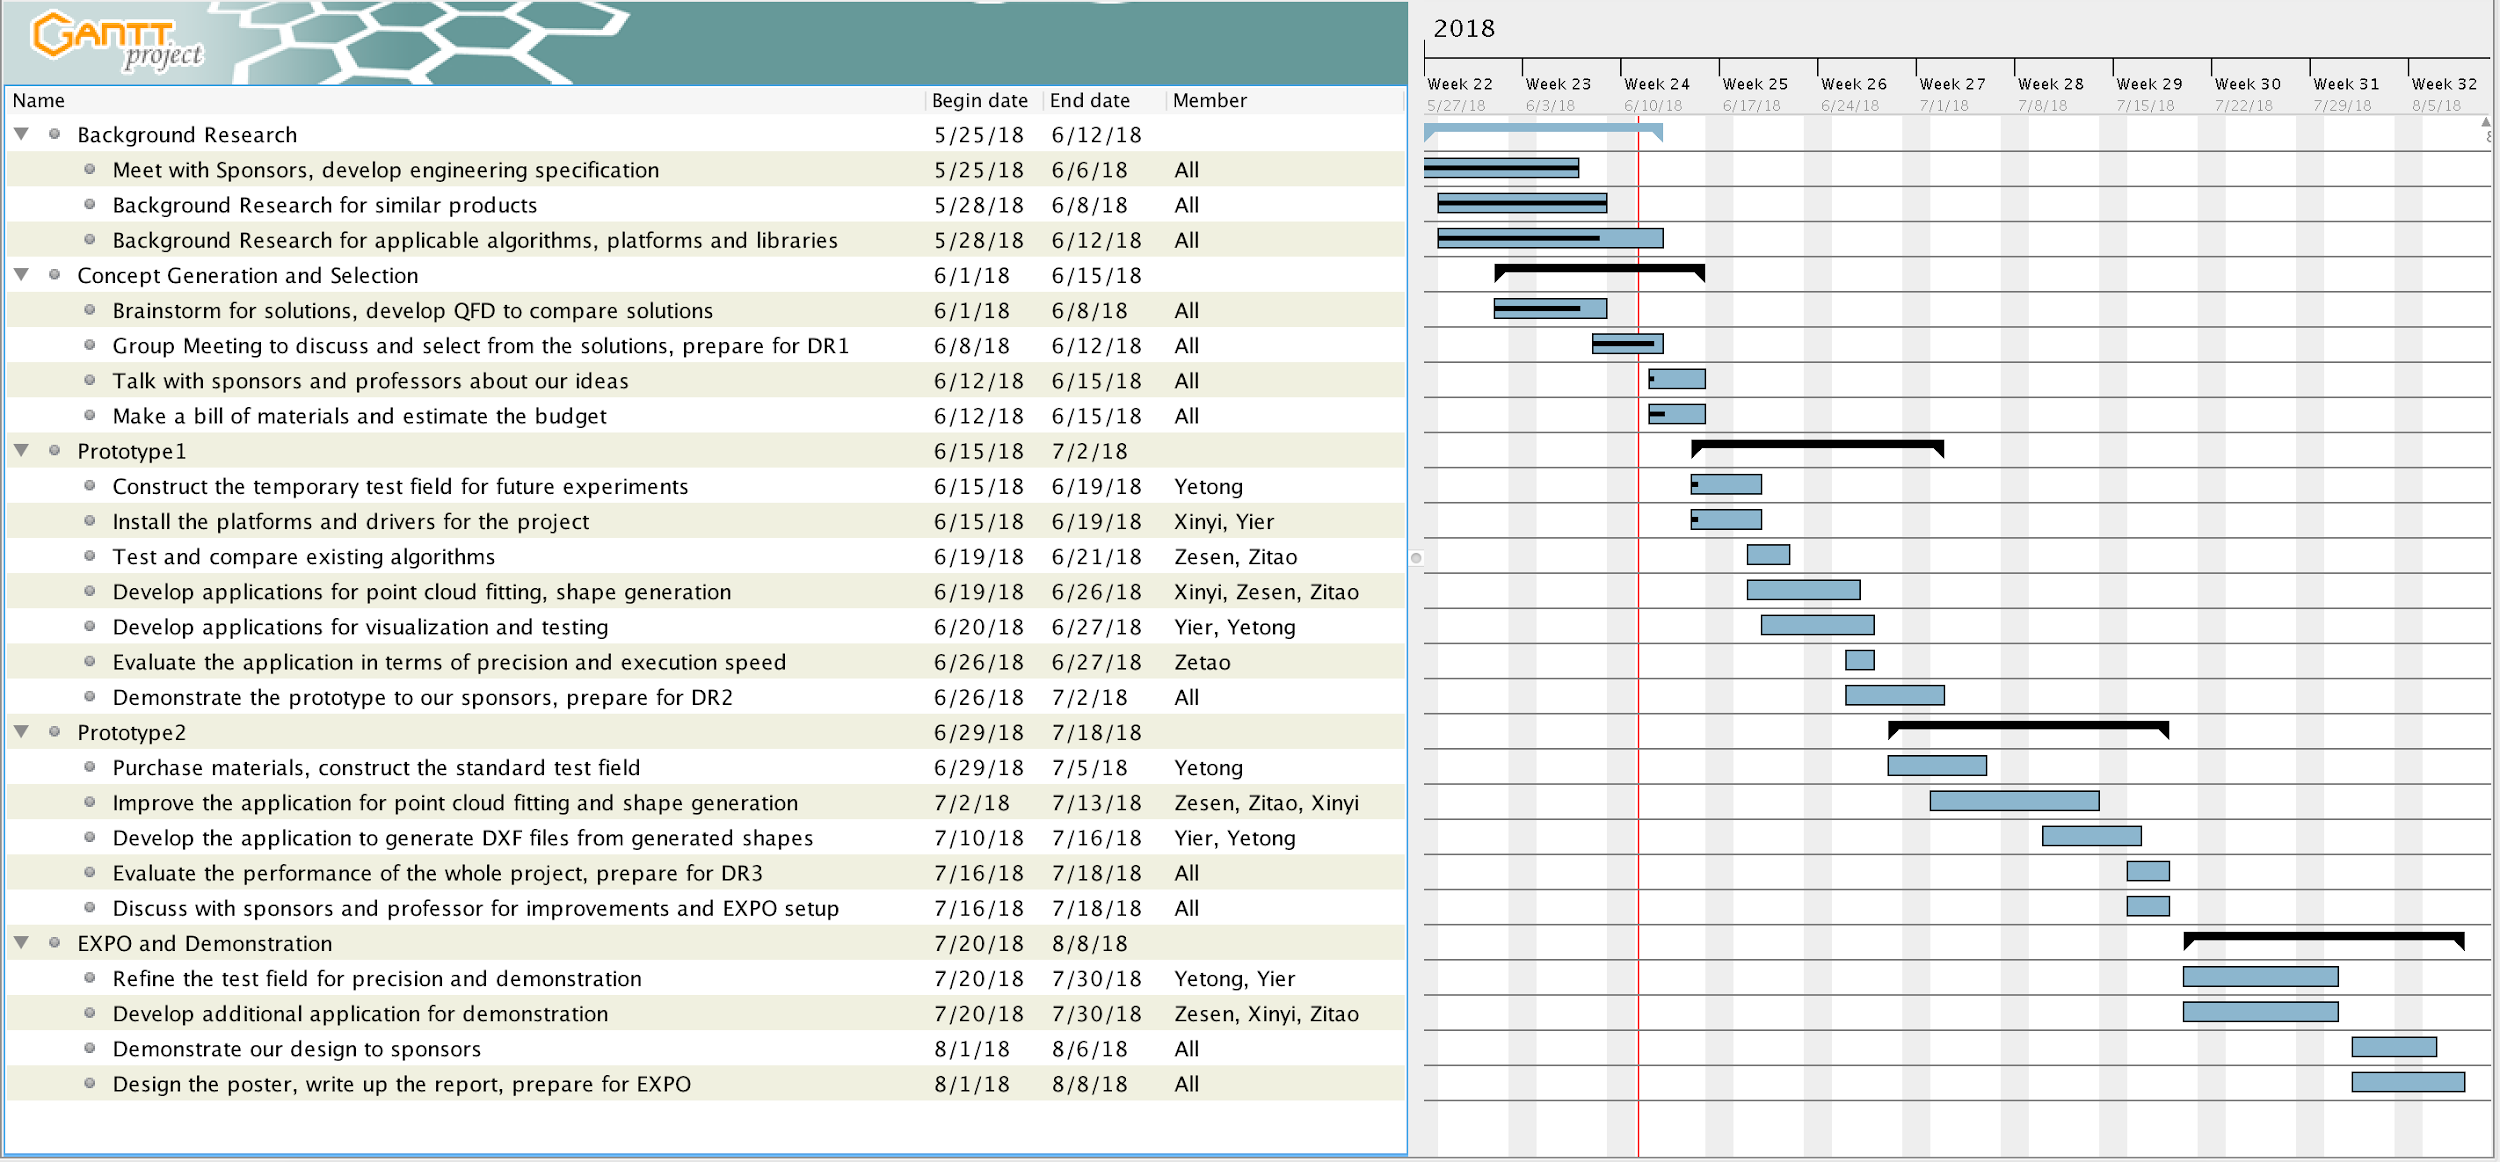 GANTT
project
2018
Week 22 Week 23 Week 24 Week 25 Week 26 Week 27 Week 28 Week 29 Week 30 Week 31 Week 32
5/27/18 6/3/18 6/10/18 6/17/18 6/24/18 7/1/18 7/8/18 7/15/18 7/22/18 7/29/18 8/5/18
Name Begin date End date Member
Background Research 5/25/18 6/12/18
Meet with Sponsors, develop engineering specification 5/25/18 6/6/18 All
Background Research for similar products 5/28/18 6/8/18 All
Background Research for applicable algorithms, platforms and libraries 5/28/18 6/12/18 All
Concept Generation and Selection 6/1/18 6/15/18
Brainstorm for solutions, develop QFD to compare solutions 6/1/18 6/8/18 All
Group Meeting to discuss and select from the solutions, prepare for DR1 6/8/18 6/12/18 All
Talk with sponsors and professors about our ideas 6/12/18 6/15/18 All
Make a bill of materials and estimate the budget 6/12/18 6/15/18 All
Prototype1 6/15/18 7/2/18
Construct the temporary test field for future experiments 6/15/18 6/19/18 Yetong
Install the platforms and drivers for the project 6/15/18 6/19/18 Xinyi, Yier
Test and compare existing algorithms 6/19/18 6/21/18 Zesen, Zitao
Develop applications for point cloud fitting, shape generation 6/19/18 6/26/18 Xinyi, Zesen, Zitao
Develop applications for visualization and testing 6/20/18 6/27/18 Yier, Yetong
Evaluate the application in terms of precision and execution speed 6/26/18 6/27/18 Zetao
Demonstrate the prototype to our sponsors, prepare for DR2 6/26/18 7/2/18 All
Prototype2 6/29/18 7/18/18
Purchase materials, construct the standard test field 6/29/18 7/5/18 Yetong
Improve the application for point cloud fitting and shape generation 7/2/18 7/13/18 Zesen, Zitao, Xinyi
Develop the application to generate DXF files from generated shapes 7/10/18 7/16/18 Yier, Yetong
Evaluate the performance of the whole project, prepare for DR3 7/16/18 7/18/18 All
Discuss with sponsors and professor for improvements and EXPO setup 7/16/18 7/18/18 All
EXPO and Demonstration 7/20/18 8/8/18
Refine the test field for precision and demonstration 7/20/18 7/30/18 Yetong, Yier
Develop additional application for demonstration 7/20/18 7/30/18 Zesen, Xinyi, Zitao
Demonstrate our design to sponsors 8/1/18 8/6/18 All
Design the poster, write up the report, prepare for EXPO 8/1/18 8/8/18 All